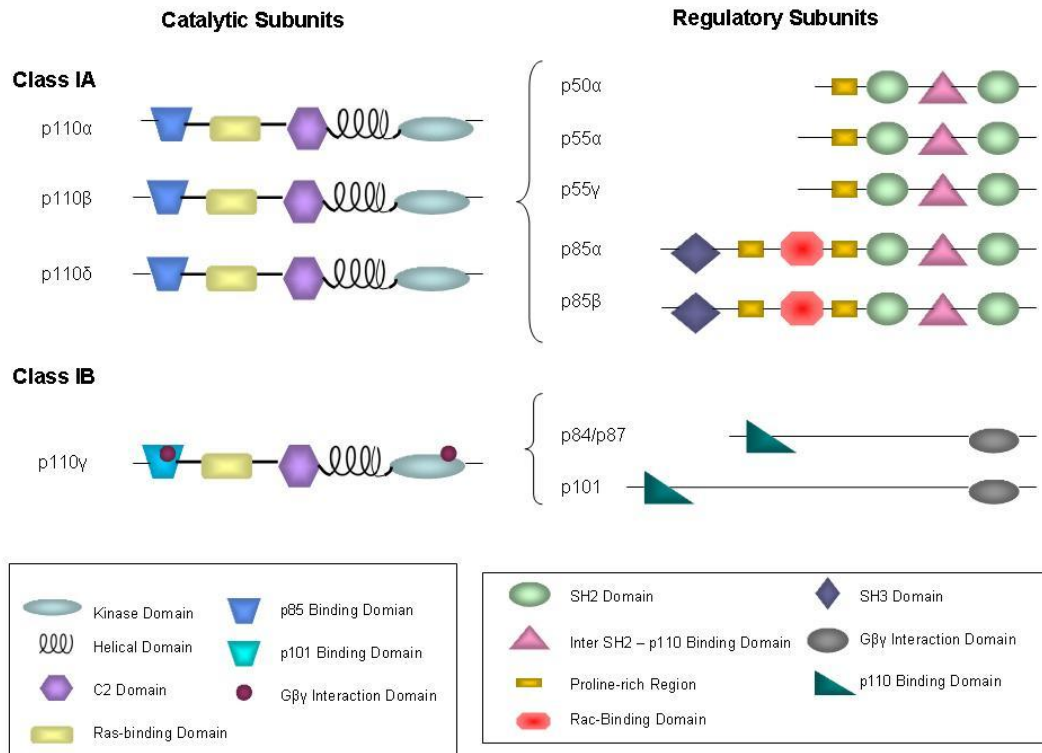 Catalytic Subunits
Regulatory Subunits
Class IA
p110α
p110β
p110δ
p50α
p55α
p55γ
p85α
p85β
Class IB
p110γ
p84/p87
p101
Kinase Domain
Helical Domain
C2 Domain
Ras-binding Domain
p85 Binding Domian
p101 Binding Domain
Gβγ Interaction Domain
SH2 Domain
Inter SH2 – p110 Binding Domain
Proline-rich Region
Rac-Binding Domain
SH3 Domain
Gβγ Interaction Domain
p110 Binding Domain